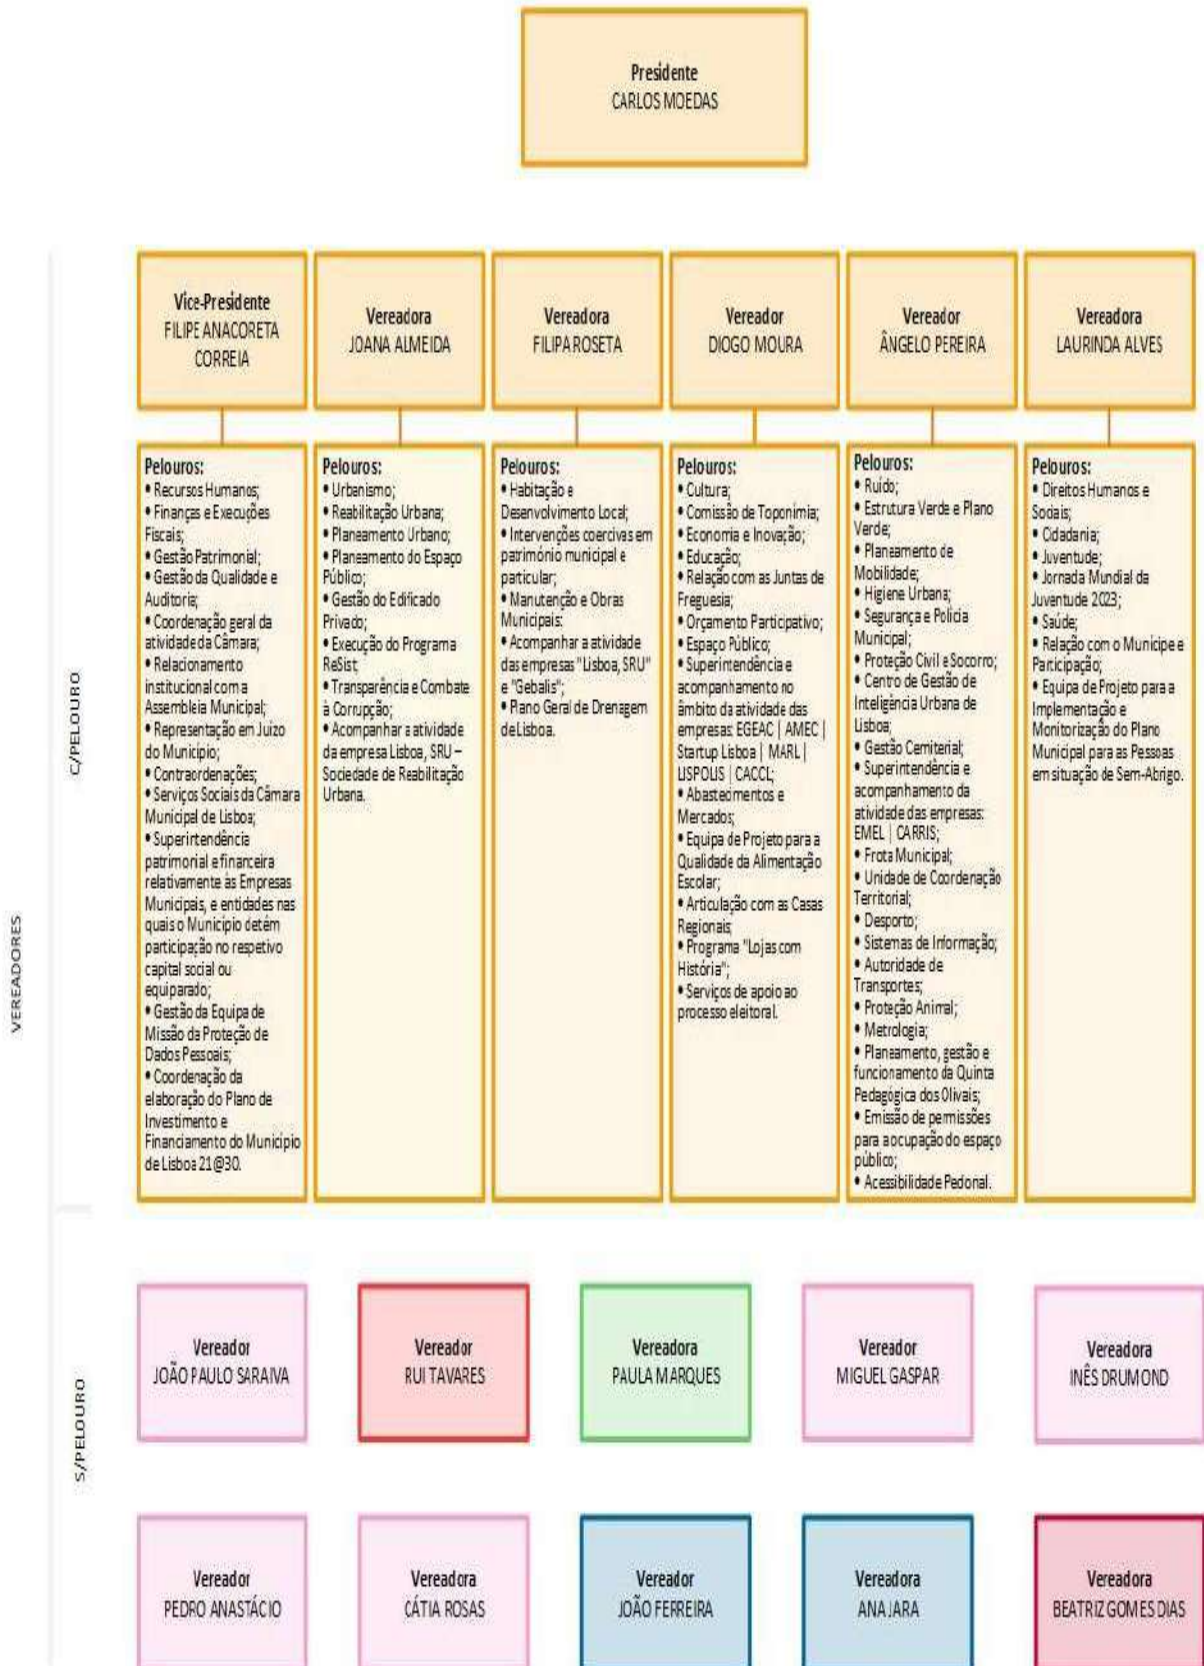 Presidente
CARLOS MOEDAS
VEREADORES
C/PELOURO
Vice-Presidente
FILIPE ANACORETA
CORREIA
Vereadora
JOANA ALMEIDA
Vereadora
FILIPA ROSETA
Vereador
DIOGO MOURA
Vereador
ÂNGELO PEREIRA
Vereadora
LAURINDA ALVES
Pelouros:
• Recursos Humanos;
• Finanças e Execuções
Fiscais;
• Gestão Patrimonial;
• Gestão da Qualidade e
Auditoria;
• Coordenação geral da
atividade da Câmara;
• Relacionamento
institucional com a
Assembleia Municipal;
• Representação em Juízo
do Município;
• Contraordenações;
• Serviços Sociais da Câmara
Municipal de Lisboa;
• Superintendência
patrimonial e financeira
relativamente às Empresas
Municipais, e entidades nas
quais o Município detém
participação no respetivo
capital social ou
equiparado;
• Gestão da Equipa de
Missão da Proteção de
Dados Pessoais;
• Coordenação da
elaboração do Plano de
Investimento e
Financiamento do Município
de Lisboa 21@30.
Pelouros:
• Urbanismo;
• Reabilitação Urbana;
• Planeamento Urbano;
• Planeamento do Espaço
Público;
• Gestão do Edificado
Privado;
• Execução do Programa
ReSist;
• Transparência e Combate
à Corrupção;
• Acompanhar a atividade
da empresa Lisboa, SRU –
Sociedade de Reabilitação
Urbana.
Pelouros:
• Habitação e
Desenvolvimento Local;
• Intervenções coercivas em
património municipal e
particular;
• Manutenção e Obras
Municipais:
• Acompanhar a atividade
das empresas "Lisboa, SRU"
e "Gebalis";
• Plano Geral de Drenagem
de Lisboa.
Pelouros:
• Cultura;
• Comissão de Toponímia;
• Economia e Inovação;
• Educação;
• Relação com as Juntas de
Freguesia;
• Orçamento Participativo;
• Espaço Público;
• Superintendência e
acompanhamento no
âmbito da atividade das
empresas: EGEAC | AMEC |
Startup Lisboa | MARL |
LISPOLIS | CACCL;
• Abastecimentos e
Mercados;
• Equipa de Projeto para a
Qualidade da Alimentação
Escolar;
• Articulação com as Casas
Regionais;
• Programa "Lojas com
História";
• Serviços de apoio ao
processo eleitoral.
Pelouros:
• Ruído;
• Estrutura Verde e Plano
Verde;
• Planeamento de
Mobilidade;
• Higiene Urbana;
• Segurança e Polícia
Municipal;
• Proteção Civil e Socorro;
• Centro de Gestão de
Inteligência Urbana de
Lisboa;
• Gestão Cemiterial;
• Superintendência e
acompanhamento da
atividade das empresas:
EMEL | CARRIS;
• Frota Municipal;
• Unidade de Coordenação
Territorial;
• Desporto;
• Sistemas de Informação;
• Autoridade de
Transportes;
• Proteção Animal;
• Metrologia;
• Planeamento, gestão e
funcionamento da Quinta
Pedagógica dos Olivais;
• Emissão de permissões
para a ocupação do espaço
público;
• Acessibilidade Pedonal.
Pelouros:
• Direitos Humanos e
Sociais;
• Cidadania;
• Juventude;
• Jornada Mundial da
Juventude 2023;
• Saúde;
• Relação com o Munícipe e
Participação;
• Equipa de Projeto para a
Implementação e
Monitorização do Plano
Municipal para as Pessoas
em situação de Sem-Abrigo.
S/PELOURO
Vereador
JOÃO PAULO SARAIVA
Vereador
RUI TAVARES
Vereadora
PAULA MARQUES
Vereador
MIGUEL GASPAR
Vereadora
INÊS DRUMOND
Vereador
PEDRO ANASTÁCIO
Vereadora
CÁTIA ROSAS
Vereador
JOÃO FERREIRA
Vereadora
ANA JARA
Vereadora
BEATRIZ GOMES DIAS